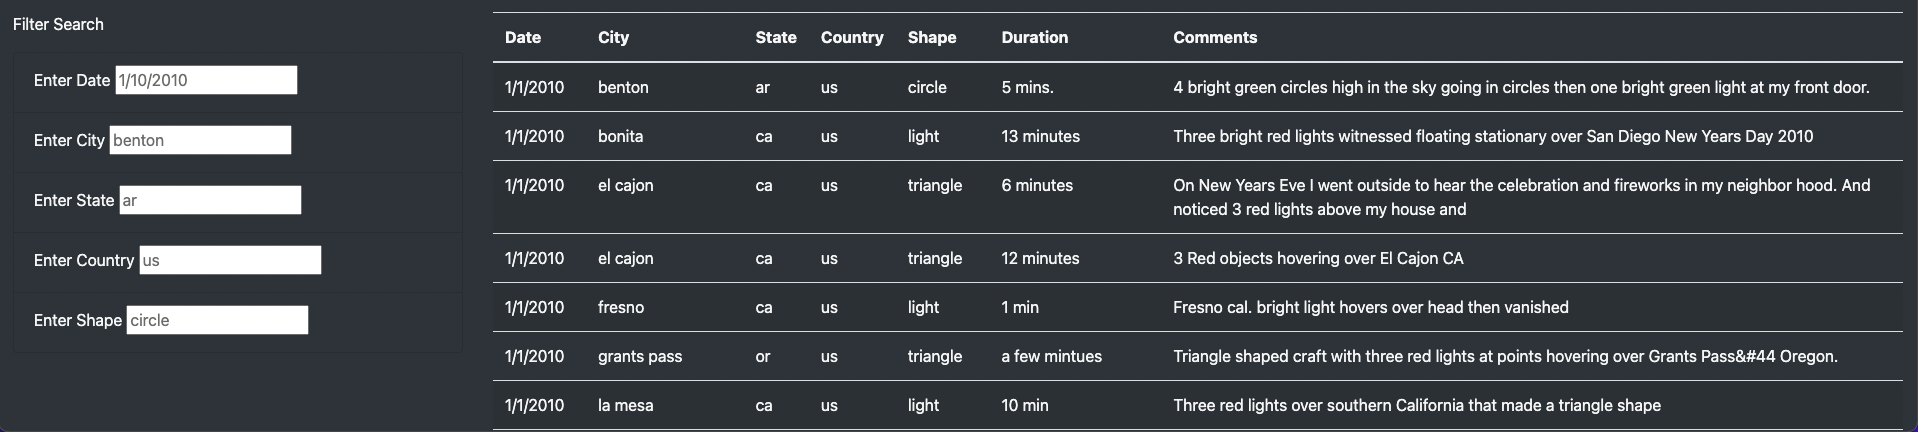 Filter Search
Enter Date 1/10/2010
Enter City benton
Enter State ar
Enter Country us
Enter Shape circle
Date City State Country Shape Duration Comments
1/1/2010 benton ar us circle 5 mins. 4 bright green circles high in the sky going in circles then one bright green light at my front door.
1/1/2010 bonita ca us light 13 minutes Three bright red lights witnessed floating stationary over San Diego New Years Day 2010
1/1/2010 el cajon ca us triangle 6 minutes On New Years Eve I went outside to hear the celebration and fireworks in my neighbor hood. And
noticed 3 red lights above my house and
1/1/2010 el cajon ca us triangle 12 minutes 3 Red objects hovering over El Cajon CA
1/1/2010 fresno ca us light 1 min Fresno cal. bright light hovers over head then vanished
1/1/2010 grants pass or us triangle a few mintues Triangle shaped craft with three red lights at points hovering over Grants Pass&#44 Oregon.
1/1/2010 la mesa ca us light 10 min Three red lights over southern California that made a triangle shape